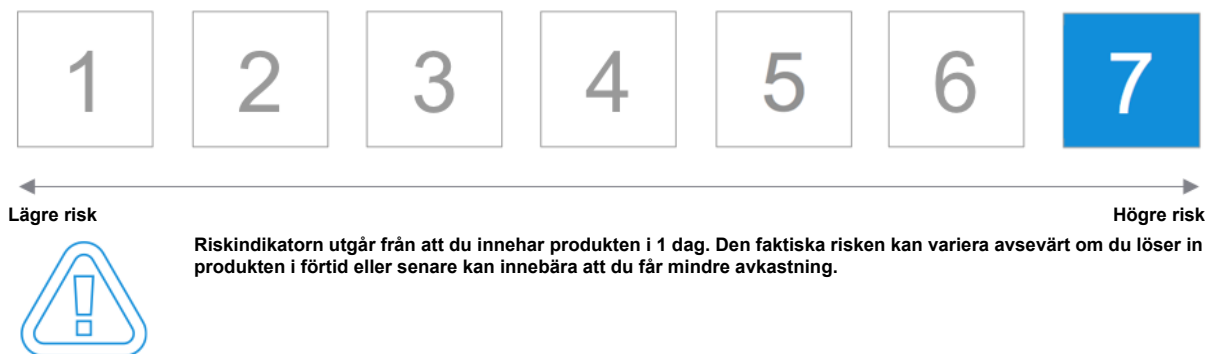 1 2 3 4 5 6 7
Lägre risk Högre risk
Riskindikatorn utgår från att du innehar produkten i 1 dag. Den faktiska risken kan variera avsevärt om du löser in
produkten i förtid eller senare kan innebära att du får mindre avkastning.